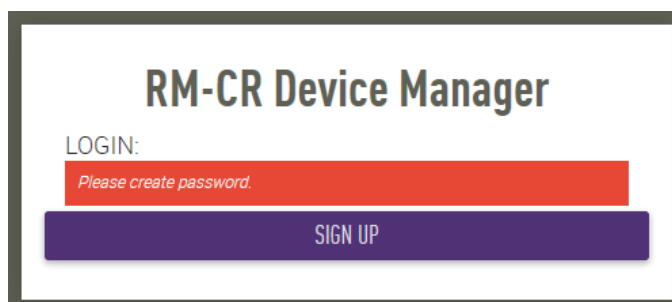 RM-CR Device Manager
LOGIN:
Please create password.
SIGN UP